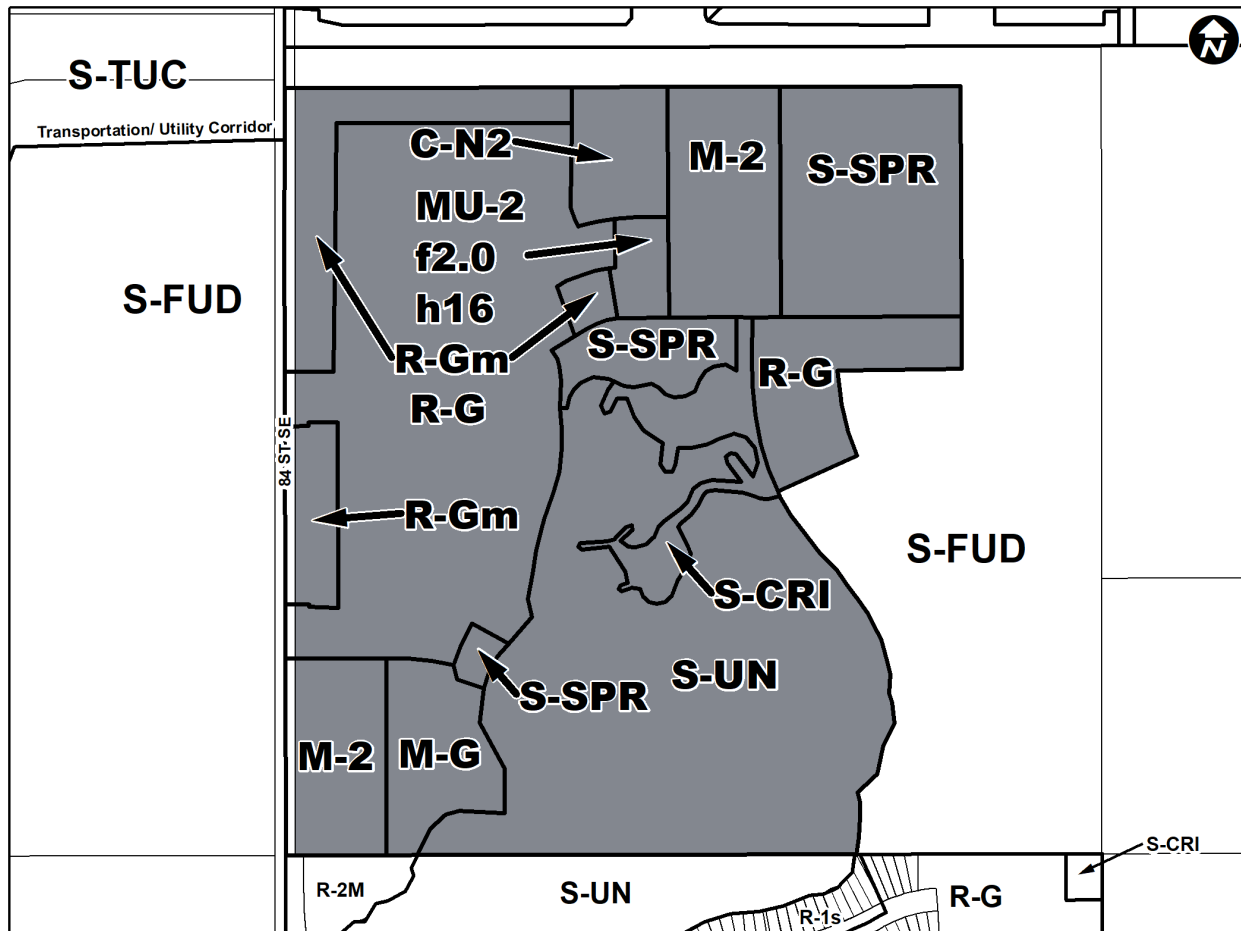 N
S-TUC
Transportation/ Utility Corridor
C-N2
M-2
S-SPR
MU-2
f2.0
h16
S-FUD
R-Gm
S-SPR
R-G
R-G
84 ST SE
R-Gm
S-FUD
S-CRI
S-UN
S-SPR
M-2
M-G
S-CRI
R-2M
S-UN
R-G
R-1s